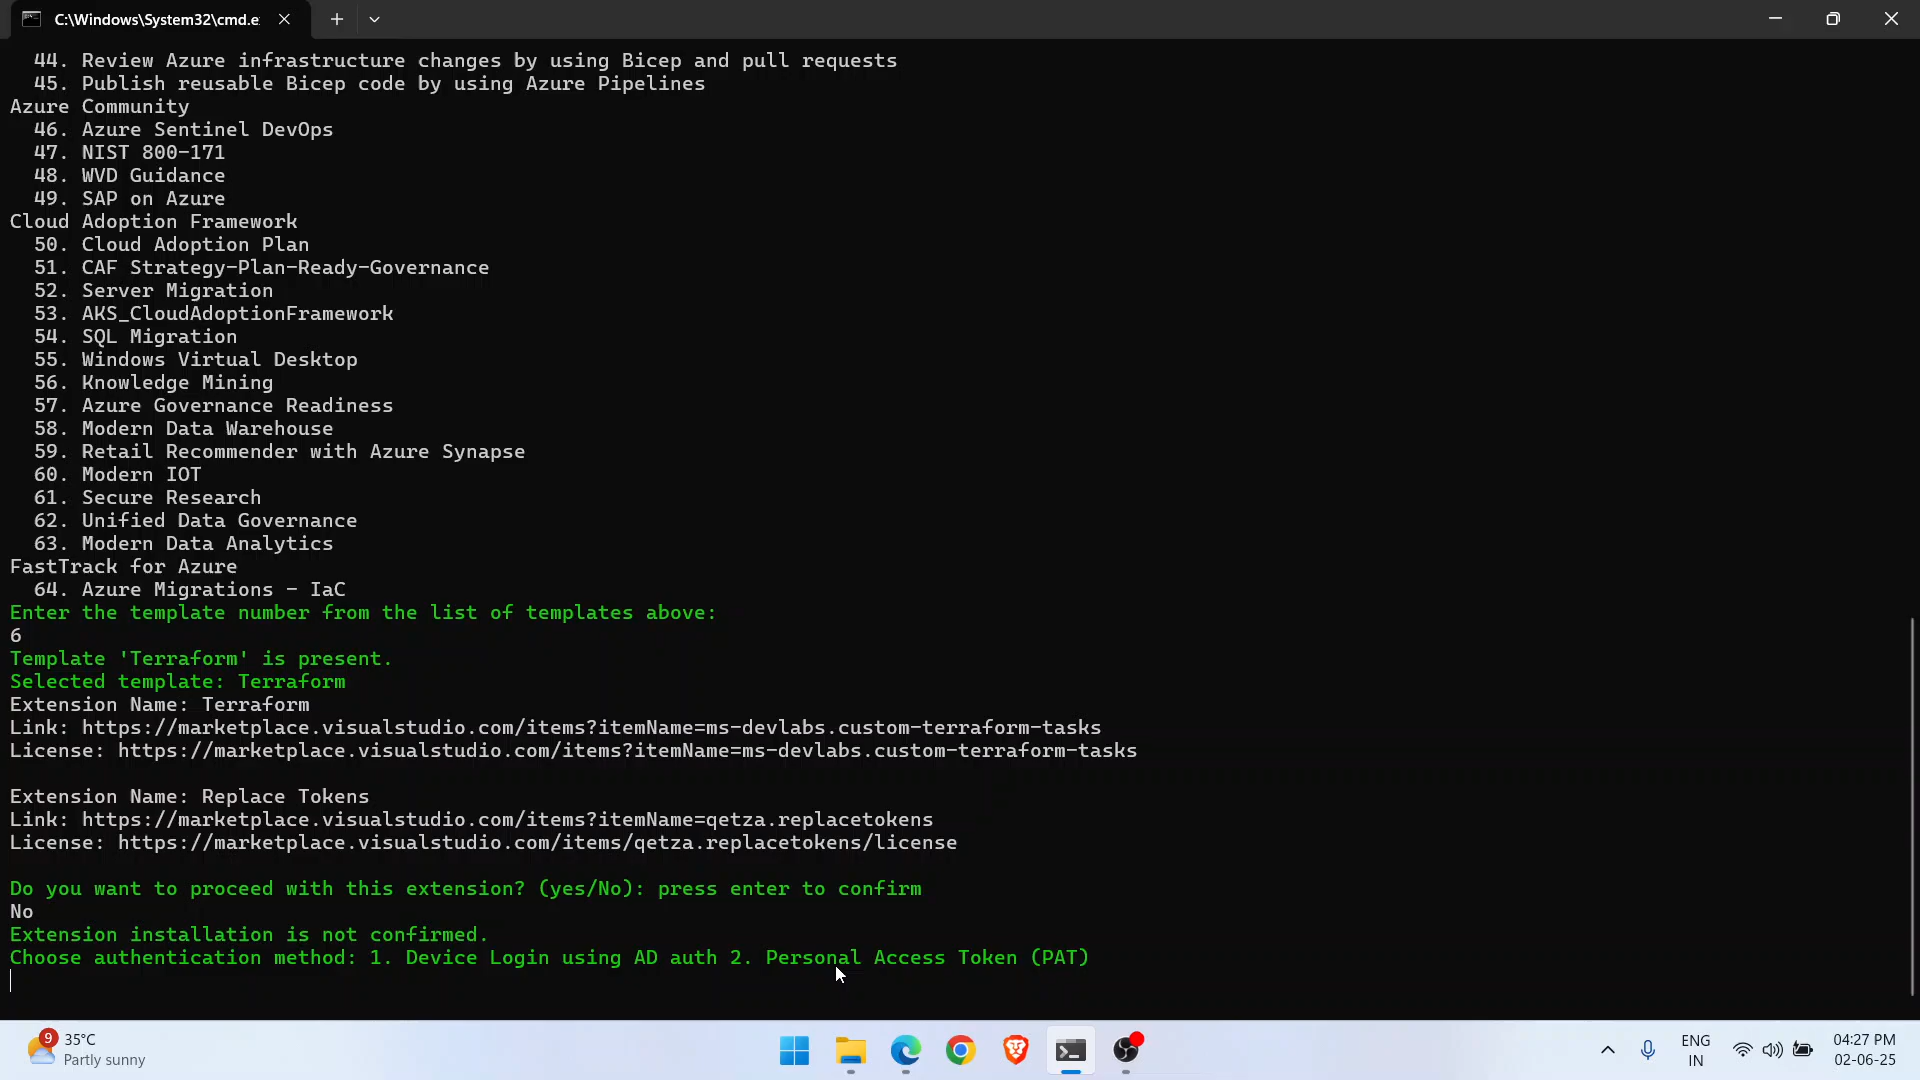 C:\Windows\System32\cmd.e
44. Review Azure infrastructure changes by using Bicep and pull requests
45. Publish reusable Bicep code by using Azure Pipelines
Azure Community
46. Azure Sentinel DevOps
47. NIST 800-171
48. WVD Guidance
49. SAP on Azure
Cloud Adoption Framework
50. Cloud Adoption Plan
51. CAF Strategy-Plan-Ready-Governance
52. Server Migration
53. AKS_CloudAdoptionFramework
54. SQL Migration
55. Windows Virtual Desktop
56. Knowledge Mining
57. Azure Governance Readiness
58. Modern Data Warehouse
59. Retail Recommender with Azure Synapse
60. Modern IOT
61. Secure Research
62. Unified Data Governance
63. Modern Data Analytics
FastTrack for Azure
64. Azure Migrations - IaC
Enter the template number from the list of templates above:
6
Template 'Terraform' is present.
Selected template: Terraform
Extension Name: Terraform
Link: https://marketplace.visualstudio.com/items?itemName=ms-devlabs.custom-terraform-tasks
License: https://marketplace.visualstudio.com/items?itemName=ms-devlabs.custom-terraform-tasks
Extension Name: Replace Tokens
Link: https://marketplace.visualstudio.com/items?itemName=qetza.replacetokens
License: https://marketplace.visualstudio.com/items/qetza.replacetokens/license
Do you want to proceed with this extension? (yes/No): press enter to confirm
No
Extension installation is not confirmed.
Choose authentication method: 1. Device Login using AD auth 2. Personal Access Token (PAT)
9
35°C
Partly sunny
ENG
IN
04:27 PM
02-06-25